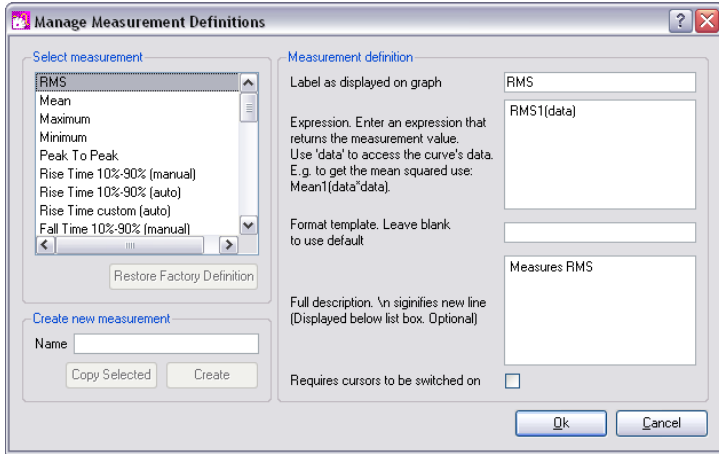 Manage Measurement Definitions
Select measurement
RMS
Mean
Maximum
Minimum
Peak To Peak
Rise Time 10%-90% (manual)
Rise Time 10%-90% (auto)
Rise Time custom (auto)
Fall Time 10%-90% (manual)
Restore Factory Definition
Create new measurement
Name
Copy Selected
Create
Measurement definition
Label as displayed on graph
RMS
Expression. Enter an expression that
returns the measurement value.
Use 'data' to access the curve's data.
E.g. to get the mean squared use:
Mean1(data*data).
RMS1(data)
Format template. Leave blank
to use default
Full description. \n siginifies new line
(Displayed below list box. Optional)
Measures RMS
Requires cursors to be switched on
Ok
Cancel